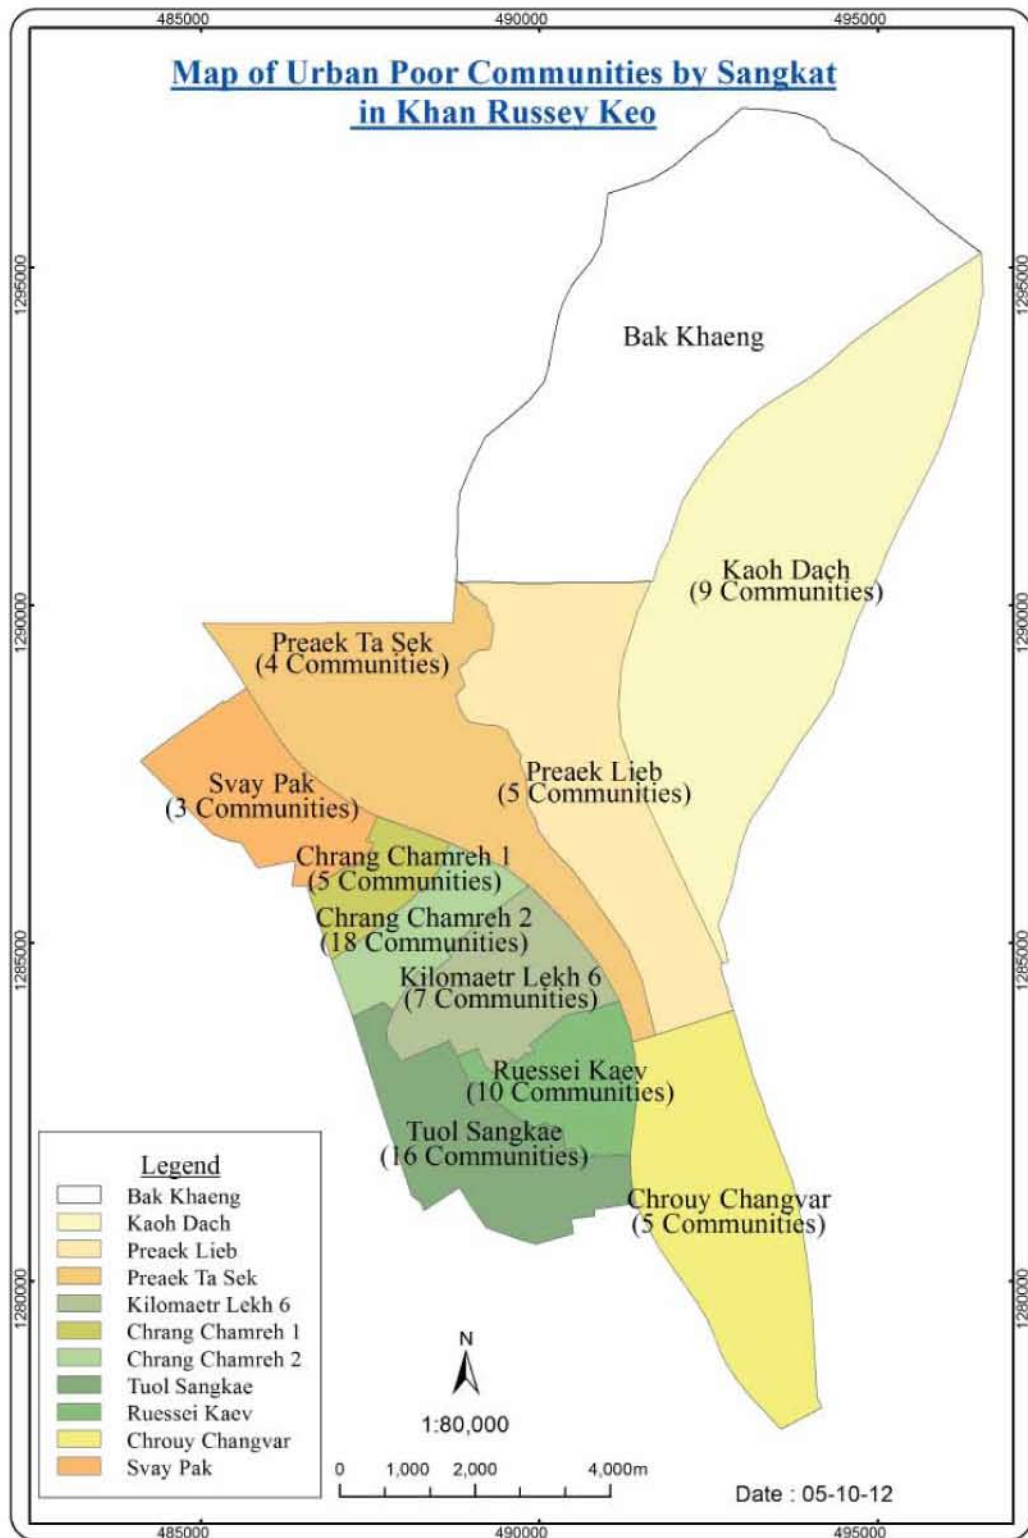 485000
490000
495000
Map of Urban Poor Communities by Sangkat
in Khan Russey Keo
1295000
1295000
Bak Khaeng
Kaoh Dach
(9 Communities)
1290000
1290000
Preaek Ta Sek
(4 Communities)
Preaek Lieb
(5 Communities)
Svay Pak
(3 Communities)
Chrang Chamreh 1
(5 Communities)
Chrang Chamreh 2
(18 Communities)
1285000
1285000
Kilomaetr Lekh 6
(7 Communities)
Ruessei Kaev
(10 Communities)
Tuol Sangkae
(16 Communities)
Chrouy Changvar
(5 Communities)
1280000
1280000
Legend
Bak Khaeng
Kaoh Dach
Preaek Lieb
Preaek Ta Sek
Kilomaetr Lekh 6
Chrang Chamreh 1
Chrang Chamreh 2
Tuol Sangkae
Ruessei Kaev
Chrouy Changvar
Svay Pak
N
1:80,000
0 1,000 2,000 4,000m
Date : 05-10-12
485000
490000
495000